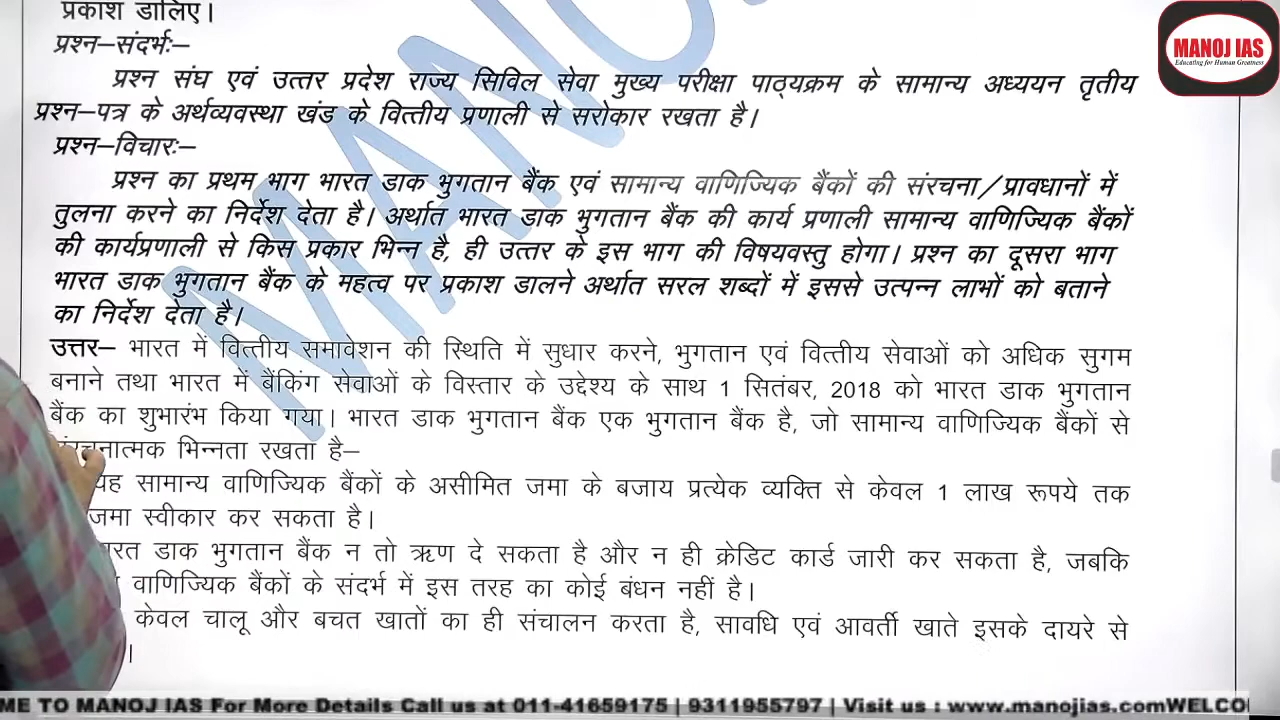 प्रकाश डालिए।
प्रश्न–संदर्भः–
प्रश्न संघ एवं उत्तर प्रदेश राज्य सिविल सेवा मुख्य परीक्षा पाठ्यक्रम के सामान्य अध्ययन तृतीय
प्रश्न–पत्र के अर्थव्यवस्था खंड के वित्तीय प्रणाली से सरोकार रखता है।
प्रश्न–विचारः–
प्रश्न का प्रथम भाग भारत डाक भुगतान बैंक एवं सामान्य वाणिज्यिक बैंकों की संरचना/प्रावधानों में
तुलना करने का निर्देश देता है। अर्थात भारत डाक भुगतान बैंक की कार्य प्रणाली सामान्य वाणिज्यिक बैंकों
की कार्यप्रणाली से किस प्रकार भिन्न है, ही उत्तर के इस भाग की विषयवस्तु होगा। प्रश्न का दूसरा भाग
भारत डाक भुगतान बैंक के महत्व पर प्रकाश डालने अर्थात सरल शब्दों में इससे उत्पन्न लाभों को बताने
का निर्देश देता है।
उत्तर– भारत में वित्तीय समावेशन की स्थिति में सुधार करने, भुगतान एवं वित्तीय सेवाओं को अधिक सुगम
बनाने तथा भारत में बैंकिंग सेवाओं के विस्तार के उद्देश्य के साथ 1 सितंबर, 2018 को भारत डाक भुगतान
बैंक का शुभारंभ किया गया। भारत डाक भुगतान बैंक एक भुगतान बैंक है, जो सामान्य वाणिज्यिक बैंकों से
भिन्नता रखता है–
यह सामान्य वाणिज्यिक बैंकों के असीमित जमा के बजाय प्रत्येक व्यक्ति से केवल 1 लाख रूपये तक
जमा स्वीकार कर सकता है।
डाक भुगतान बैंक न तो ऋण दे सकता है और न ही क्रेडिट कार्ड जारी कर सकता है, जबकि
वाणिज्यिक बैंकों के संदर्भ में इस तरह का कोई बंधन नहीं है।
केवल चालू और बचत खातों का ही संचालन करता है, सावधि एवं आवर्ती खाते इसके दायरे से
।
MANOJ IAS
Educating for Human Greatness
ME TO MANOJ IAS For More Details Call us at 011-41659175 | 9311955797 | Visit us : www.manojias.comWELCO